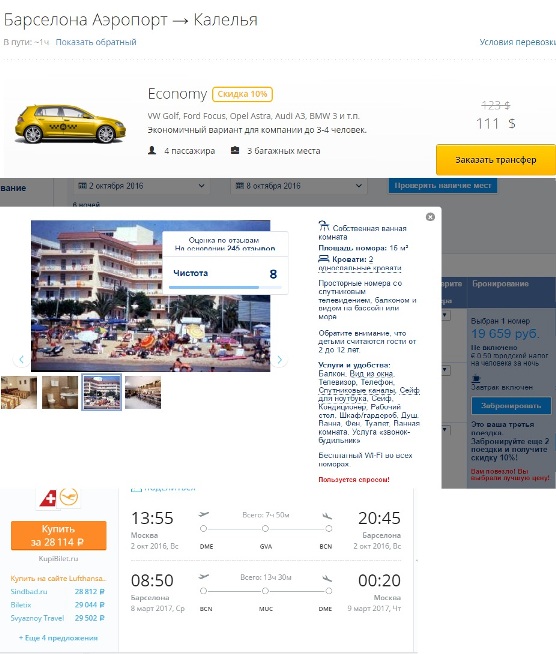 Барселона Аэропорт → Калелья
В пути: ~1ч Показать обратный
Условия перевозки
Economy Скидка 10%
VW Golf, Ford Focus, Opel Astra, Audi A3, BMW 3 и т.п.
Экономичный вариант для компании до 3-4 человек.
4 пассажира 3 багажных места
123 $
111 $
Заказать трансфер
вание
2 октября 2016
8 октября 2016
Проверить наличие мест
6 ночей
Оценка по отзывам
На основании 245 отзывов
Чистота 8
Собственная ванная
комната
Площадь номера: 16 м²
Кровати: 2
односпальные кровати
Просторные номера со
спутниковым
телевидением, балконом и
видом на бассейн или
море
Обратите внимание, что
детьми считаются гости от
2 до 12 лет.
Услуги и удобства:
Балкон, Вид из окна,
Телевизор, Телефон,
Спутниковые каналы, Сейф
для ноутбука, Сейф,
Кондиционер, Рабочий
стол, Шкаф/гардероб, Душ,
Ванна, Фен, Туалет, Ванная
комната, Услуга «звонок-
будильник»
Бесплатный Wi-Fi во всех
номерах
Пользуется спросом!
ерите
Бронирование
Выбран 1 номер
19 659 руб.
Не включено
€ 0.50 городской налог
на человека за ночь
Завтрак включен
Забронировать
Это ваша третья
поездка.
Забронируйте еще 2
поездки и получите
скидку 10%!
Вам повезло! Вы
выбрали лучшую цену!
Поделиться
Купить
за 28 114 ₽
KupiBilet.ru
Купить на сайте Lufthansa..
Sindbad.ru 28 812 ₽
Biletix 29 044 ₽
Svyaznoy Travel 29 502 ₽
+ Еще 4 предложения
13:55 Всего: 7ч 50м 20:45
Москва Барселона
2 окт 2016, Вс DME GVA BCN 2 окт 2016, Вс
08:50 Всего: 13ч 30м 00:20
Барселона Москва
8 март 2017, Ср BCN MUC DME 9 март 2017, Чт